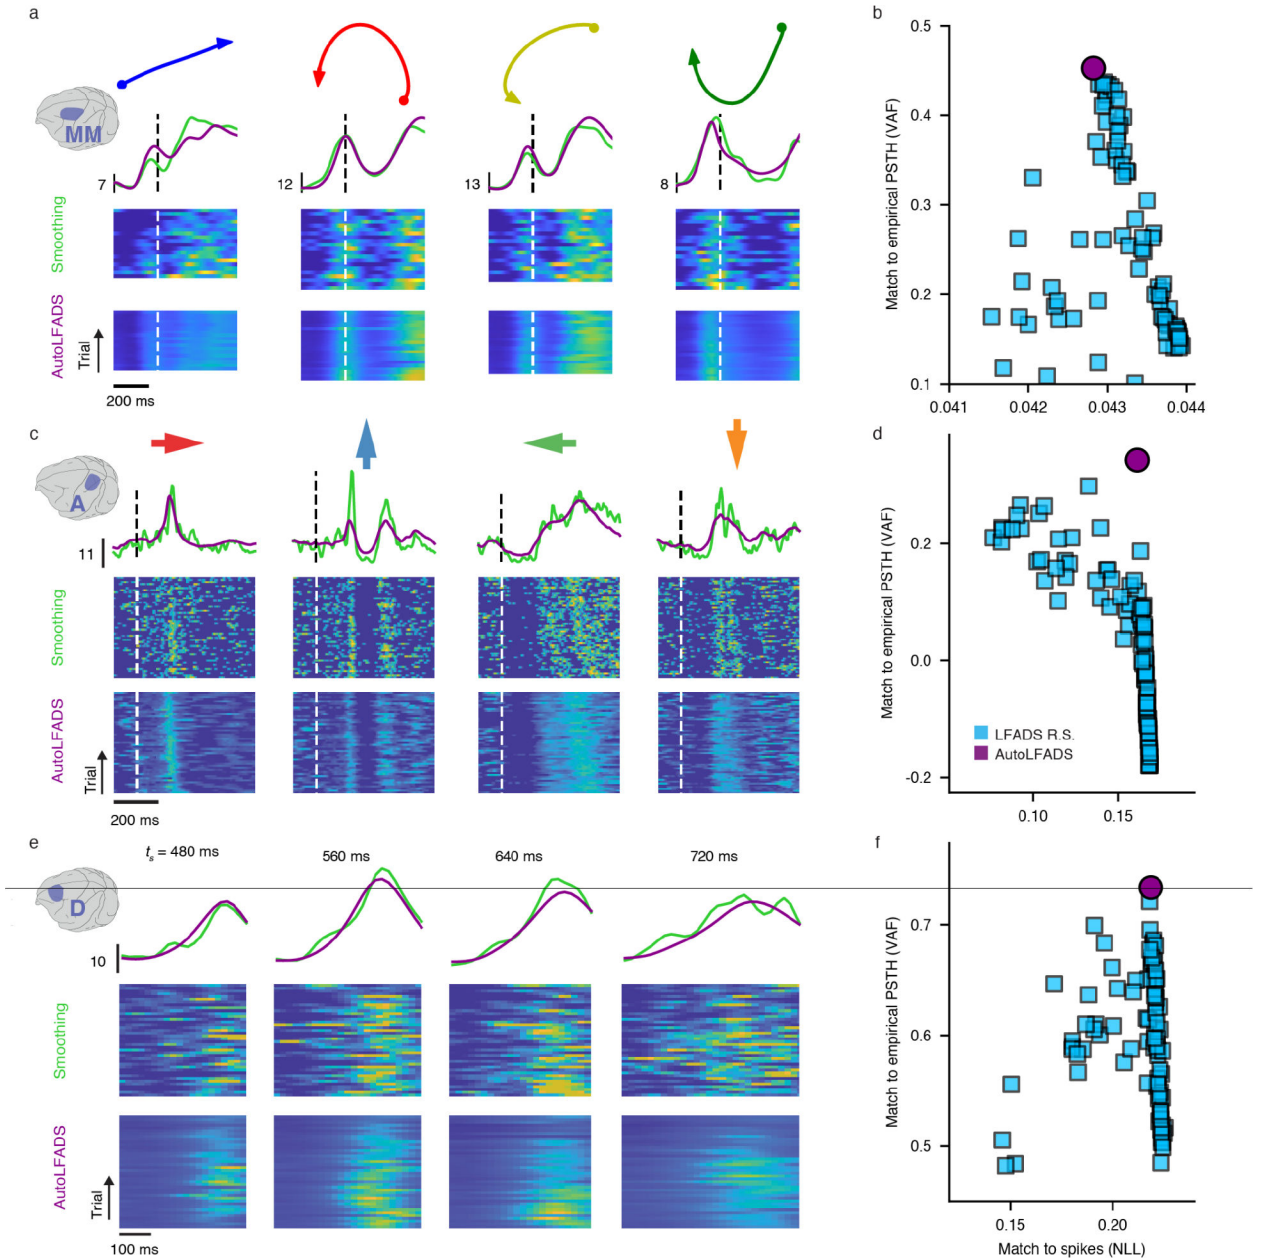 a
MM
7
12
13
8
Smoothing
AutoLFADS
Trial
200 ms
b
Match to empirical PSTH (VAF)
0.5
0.4
0.3
0.2
0.1
0.041
0.042
0.043
0.044
c
A
11
Smoothing
AutoLFADS
Trial
200 ms
d
Match to empirical PSTH (VAF)
0.2
0.0
-0.2
LFADS R.S.
AutoLFADS
0.10
0.15
e
D
ts = 480 ms
560 ms
640 ms
720 ms
10
Smoothing
AutoLFADS
Trial
100 ms
f
Match to empirical PSTH (VAF)
0.7
0.6
0.5
0.15
0.20
Match to spikes (NLL)